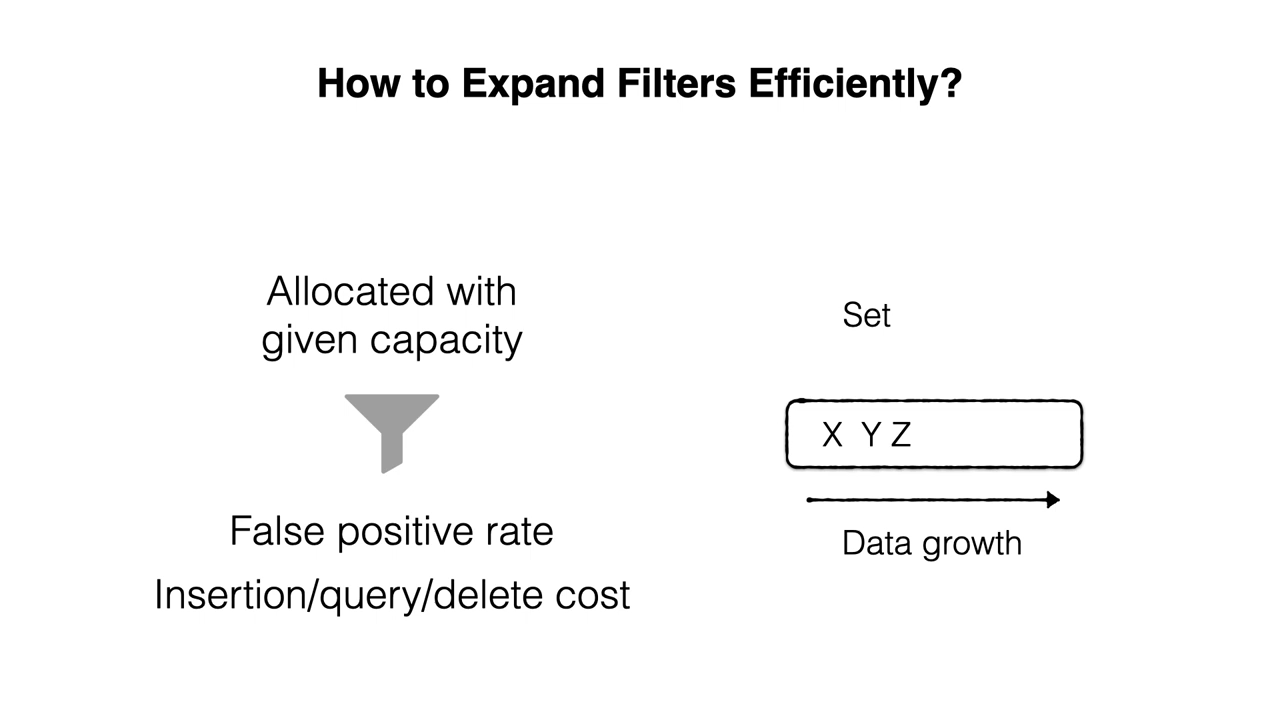 How to Expand Filters Efficiently?
Allocated with
given capacity
False positive rate
Insertion/query/delete cost
Set
X Y Z
Data growth